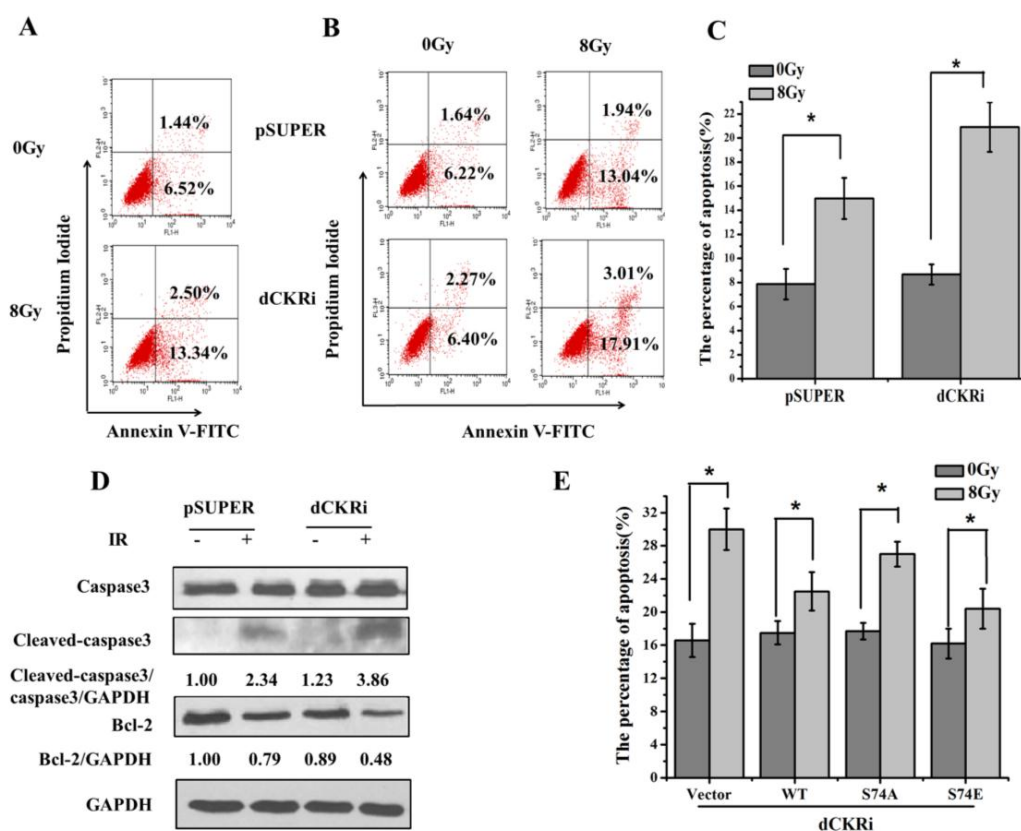 A
0Gy
1.44%
6.52%
8Gy
2.50%
13.34%
Propidium Iodide
Annexin V-FITC
FL2-H
FL1-H
B
0Gy
8Gy
pSUPER
1.64%
6.22%
1.94%
13.04%
dCKRi
2.27%
6.40%
3.01%
17.91%
Propidium Iodide
Annexin V-FITC
C
0Gy
8Gy
The percentage of apoptosis(%)
22
20
18
16
14
12
10
8
6
4
2
0
*
*
pSUPER
dCKRi
D
pSUPER dCKRi
IR - + - +
Caspase3
Cleaved-caspase3
Cleaved-caspase3/
caspase3/GAPDH
1.00 2.34 1.23 3.86
Bcl-2
Bcl-2/GAPDH 1.00 0.79 0.89 0.48
GAPDH
E
0Gy
8Gy
The percentage of apoptosis(%)
32
28
24
20
16
12
8
4
0
*
*
*
*
Vector WT S74A S74E
dCKRi